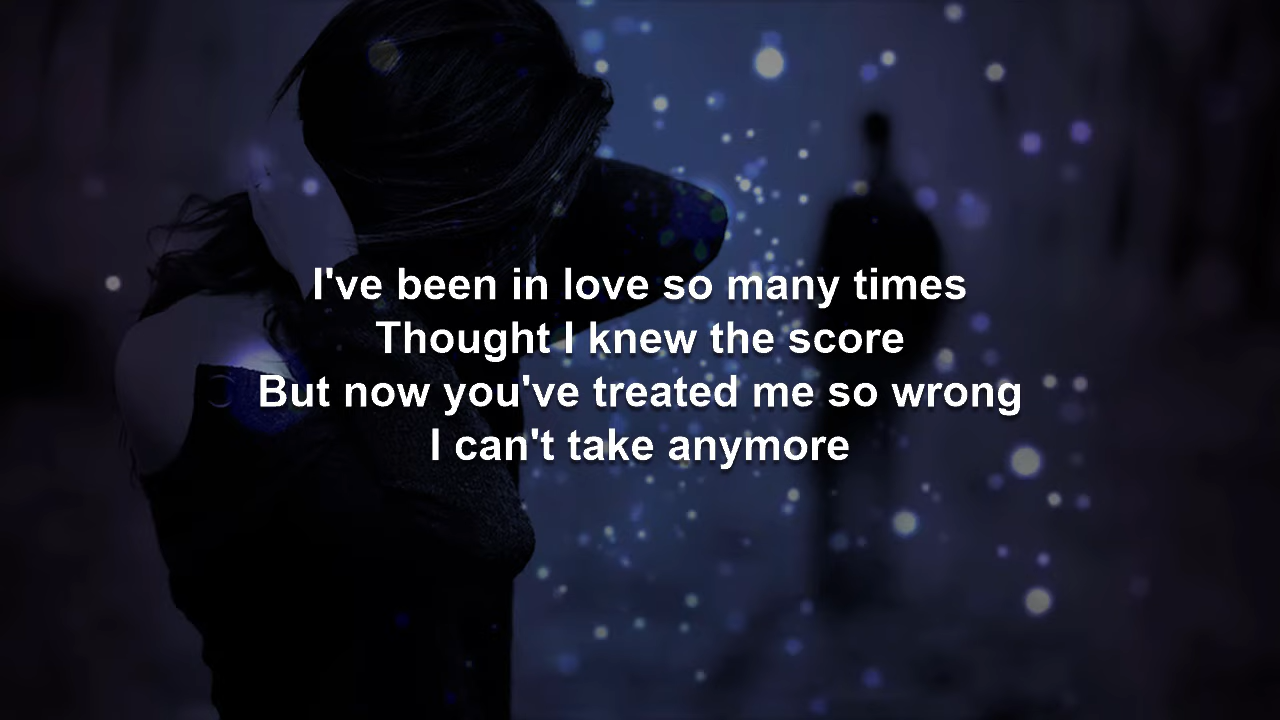 I've been in love so many times
Thought I knew the score
But now you've treated me so wrong
I can't take anymore